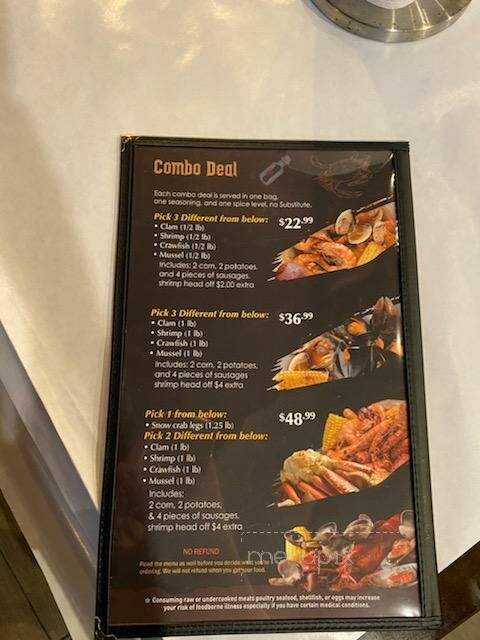 Combo Deal
Each combo deal is served in one bag,
one seasoning, and one spice level, no Substitute.
Pick 3 Different from below: $22.99
• Clam (1/2 lb)
• Shrimp (1/2 lb)
• Crawfish (1/2 lb)
• Mussel (1/2 lb)
Includes: 2 corn, 2 potatoes,
and 4 pieces of sausages,
shrimp head off $2.00 extra
Pick 3 Different from below: $36.99
• Clam (1 lb)
• Shrimp (1 lb)
• Crawfish (1 lb)
• Mussel (1 lb)
Includes: 2 corn, 2 potatoes,
and 4 pieces of sausages
shrimp head off $4 extra
Pick 1 from below: $48.99
• Snow crab legs (1.25 lb)
Pick 2 Different from below:
• Clam (1 lb)
• Shrimp (1 lb)
• Crawfish (1 lb)
• Mussel (1 lb)
Includes:
2 corn, 2 potatoes,
& 4 pieces of sausages,
shrimp head off $4 extra
NO REFUND
Read the menu as well before you decide what you're
ordering. We will not refund when you get your food.
Consuming raw or undercooked meats poultry seafood, shellfish, or eggs may increase
your risk of foodborne illness especially if you have certain medical conditions.